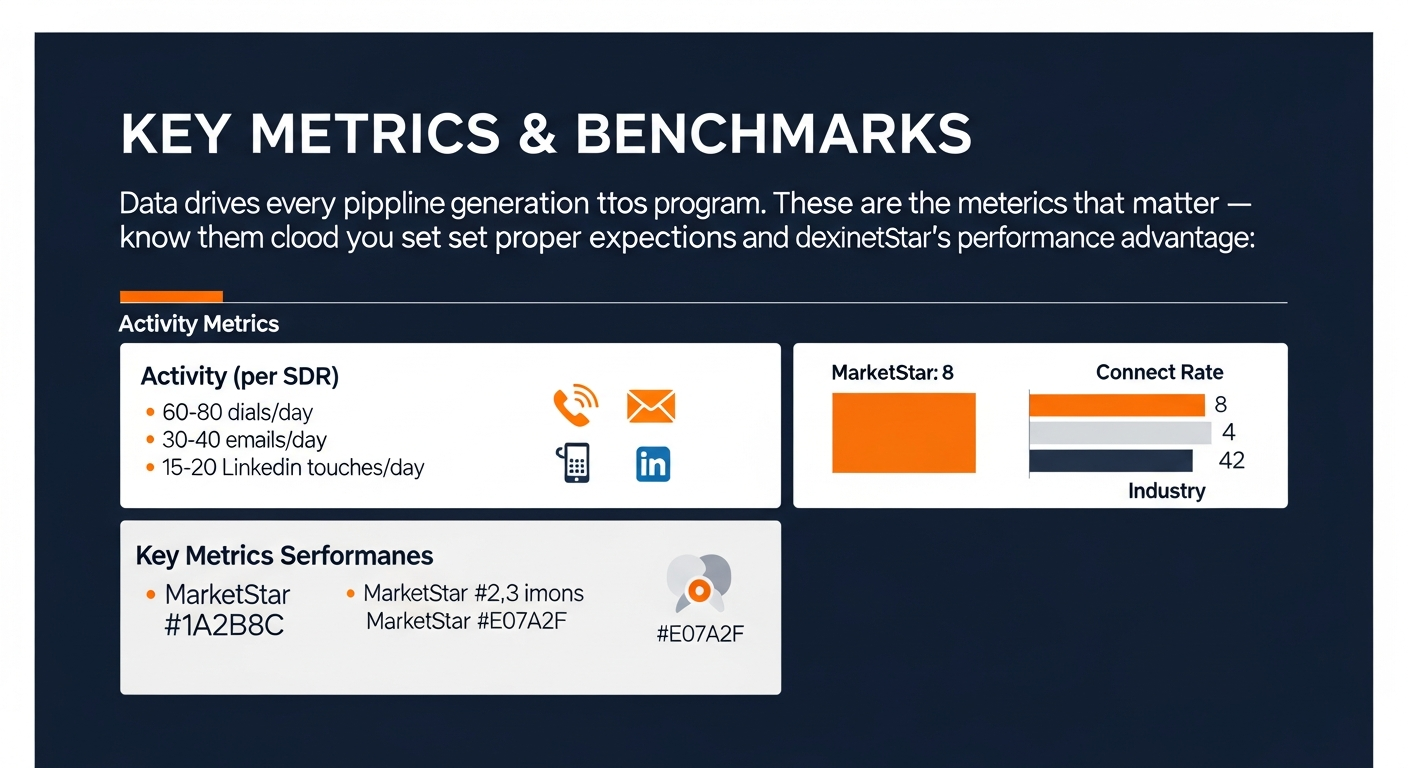 KEY METRICS & BENCHMARKS
Data drives every pippline generation ttos program. These are the meterics that matter —
know them clood you set set proper expections and dexinetStar's performance advantage:
Activity Metrics
Activity (per SDR)
• 60-80 dials/day
• 30-40 emails/day
• 15-20 Linkedin touches/day
in
MarketStar: 8
Connect Rate
8
4
42
Industry
Key Metrics Serformanes
• MarketStar
#1A2B8C
• MarketStar #2,3 imons
MarketStar #E07A2F
#E07A2F